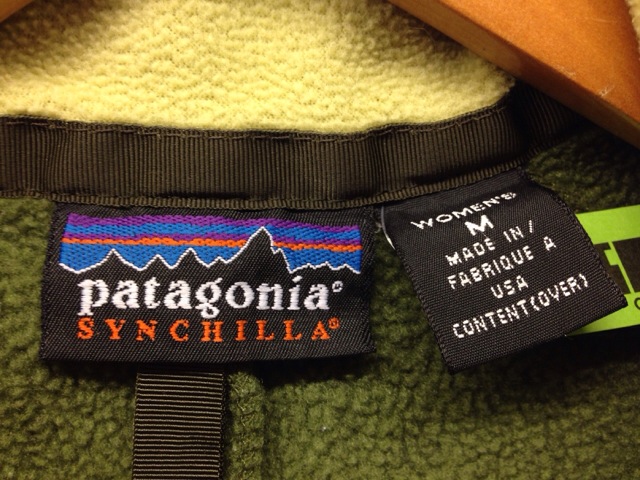 patagonia®
SYNCHILLA®
WOMEN'S
M
MADE IN/
FABRIQUE A
USA
CONTENT(OVER)